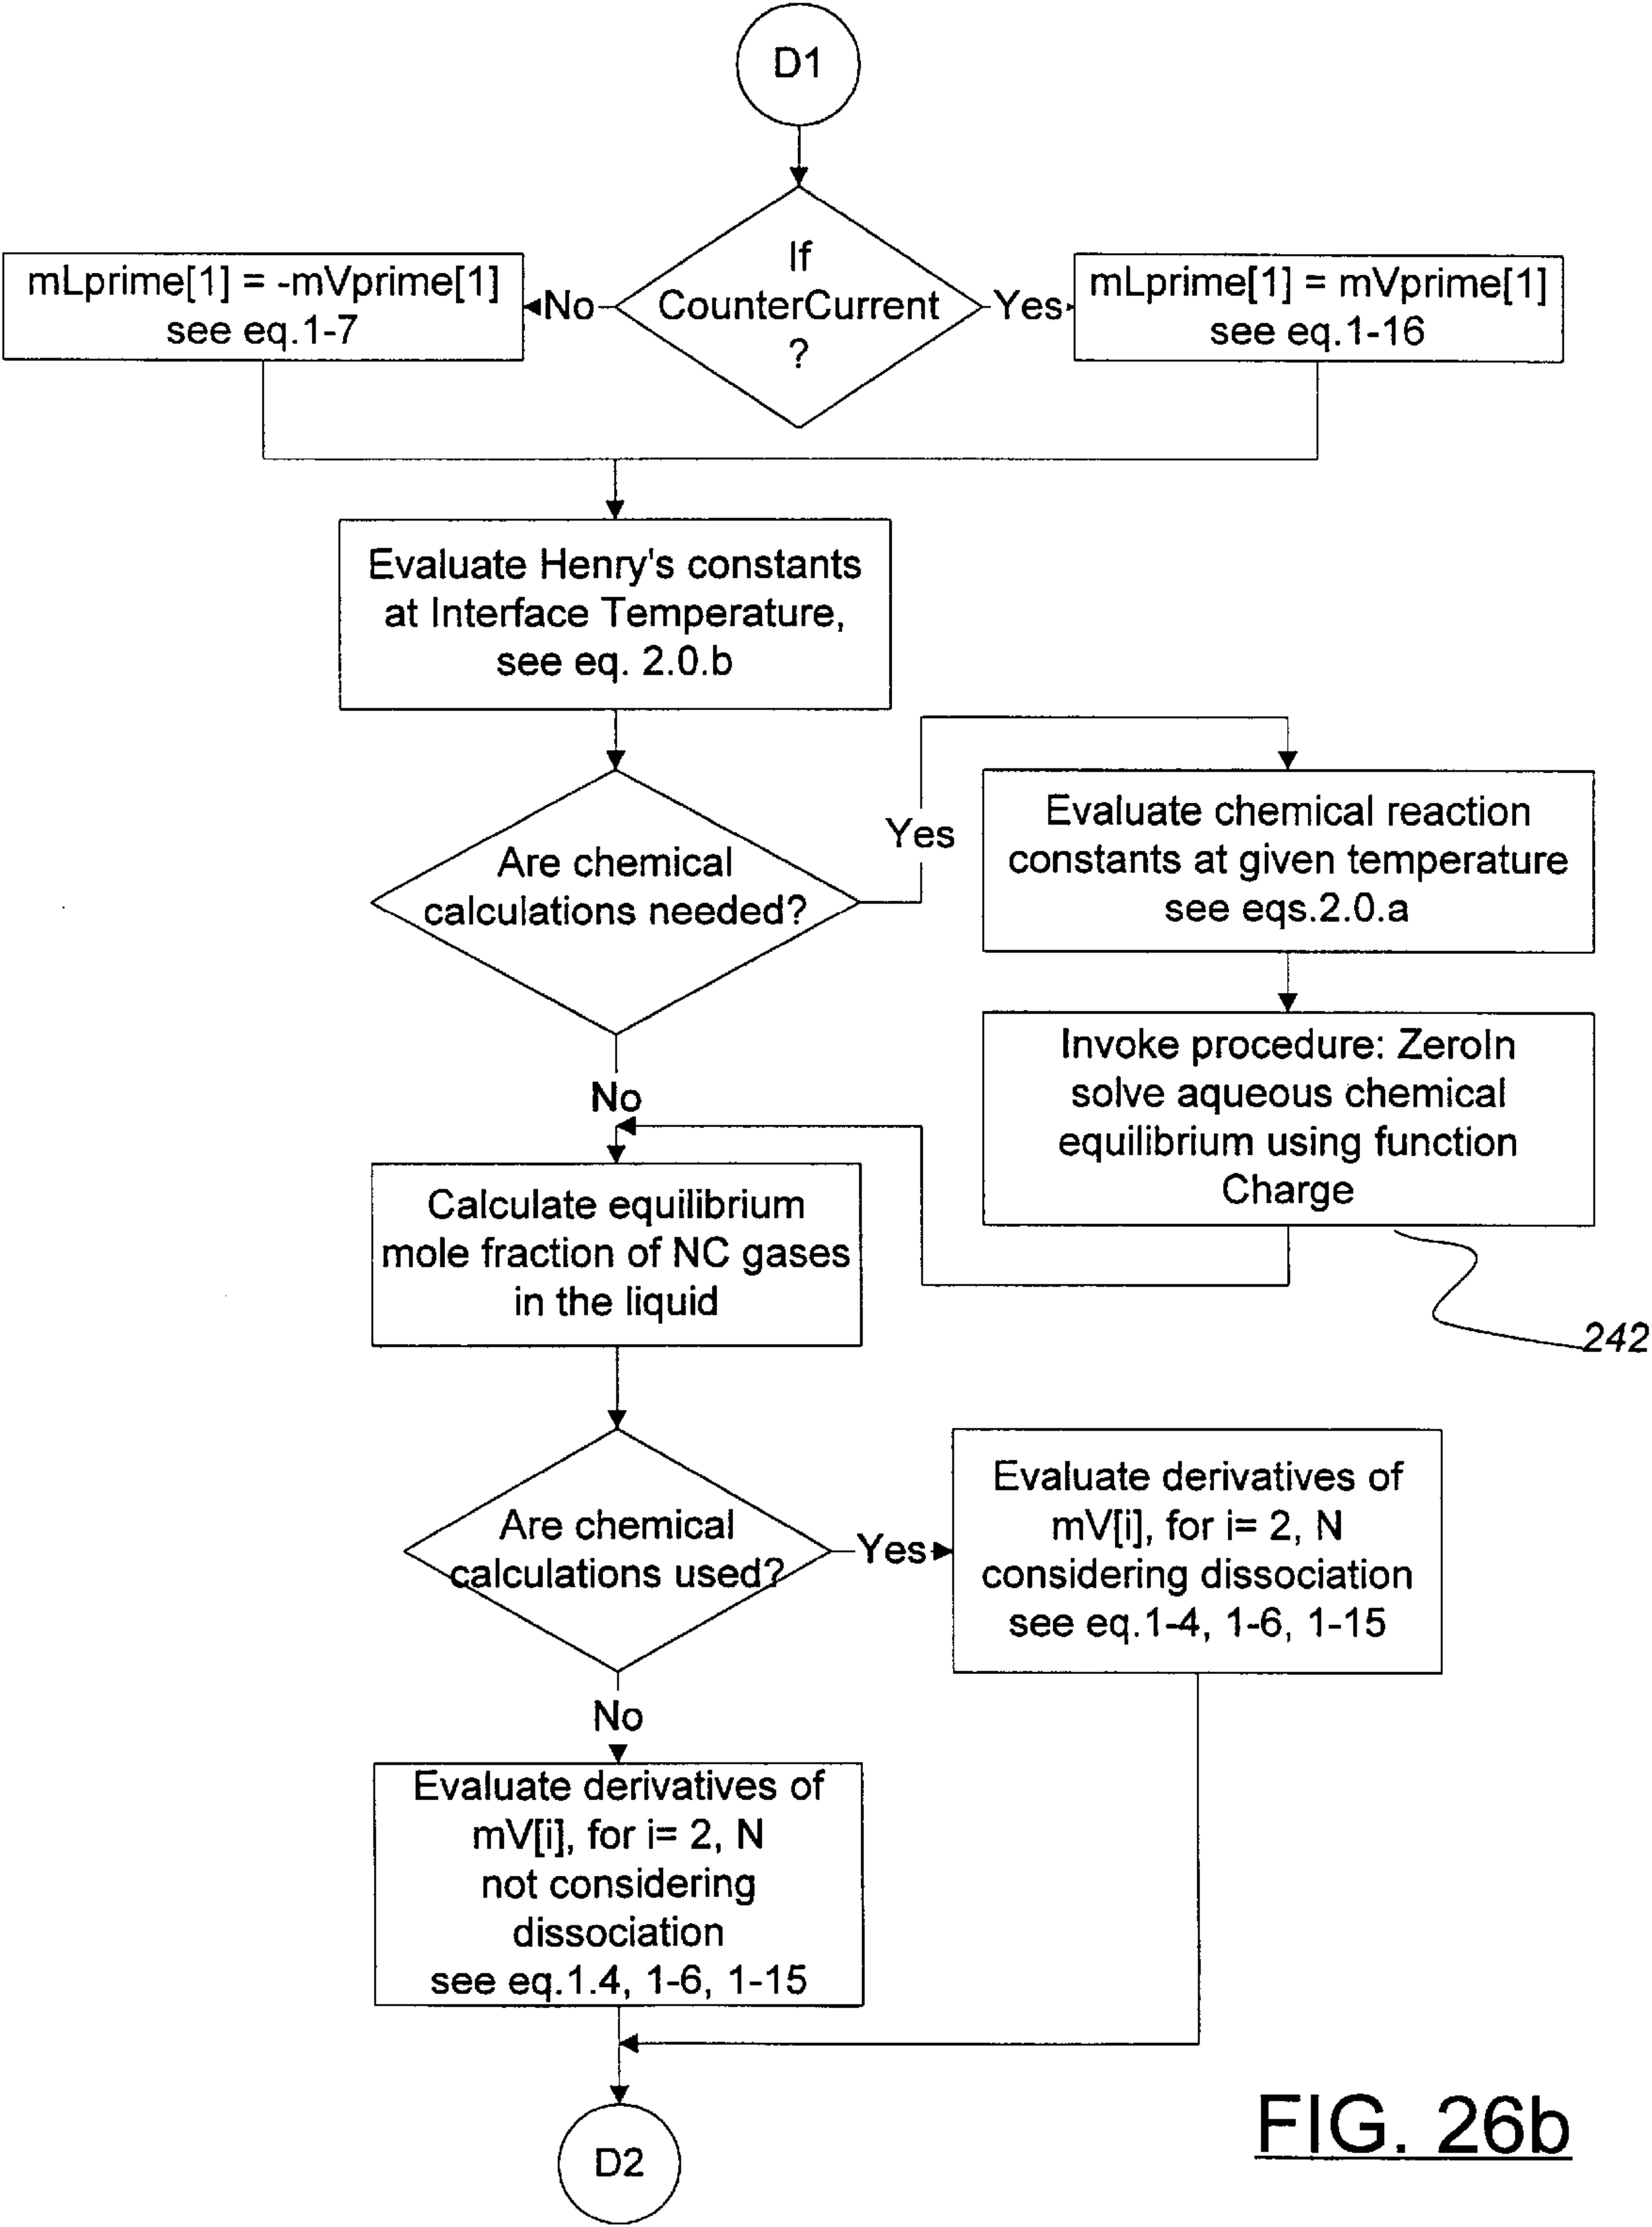 D1
If
CounterCurrent
?
No
Yes
mLprime[1] = -mVprime[1]
see eq.1-7
mLprime[1] = mVprime[1]
see eq.1-16
Evaluate Henry's constants
at Interface Temperature,
see eq. 2.0.b
Are chemical
calculations needed?
Yes
Evaluate chemical reaction
constants at given temperature
see eqs.2.0.a
Invoke procedure: ZeroIn
solve aqueous chemical
equilibrium using function
Charge
242
No
Calculate equilibrium
mole fraction of NC gases
in the liquid
Are chemical
calculations used?
Yes
Evaluate derivatives of
mV[i], for i= 2, N
considering dissociation
see eq.1-4, 1-6, 1-15
No
Evaluate derivatives of
mV[i], for i= 2, N
not considering
dissociation
see eq.1.4, 1-6, 1-15
D2
FIG. 26b